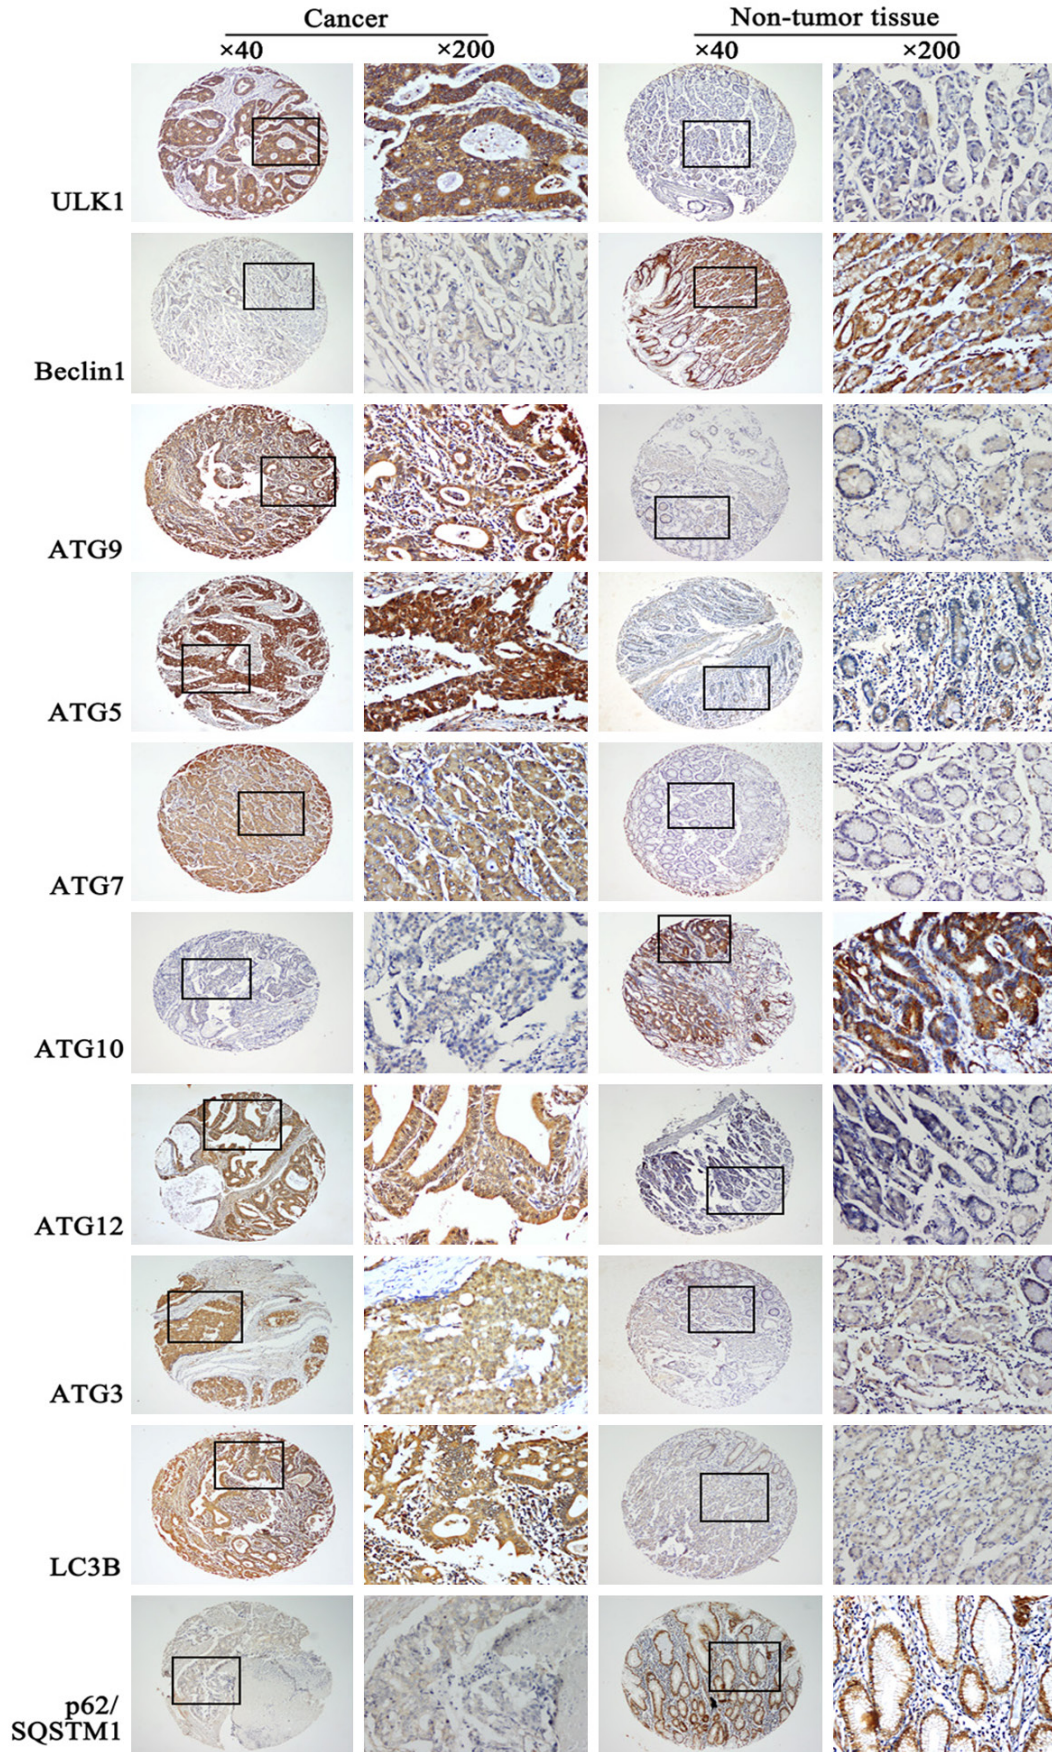 Cancer Non-tumor tissue
×40 ×200 ×40 ×200
ULK1
Beclin1
ATG9
ATG5
ATG7
ATG10
ATG12
ATG3
LC3B
p62/
SQSTM1